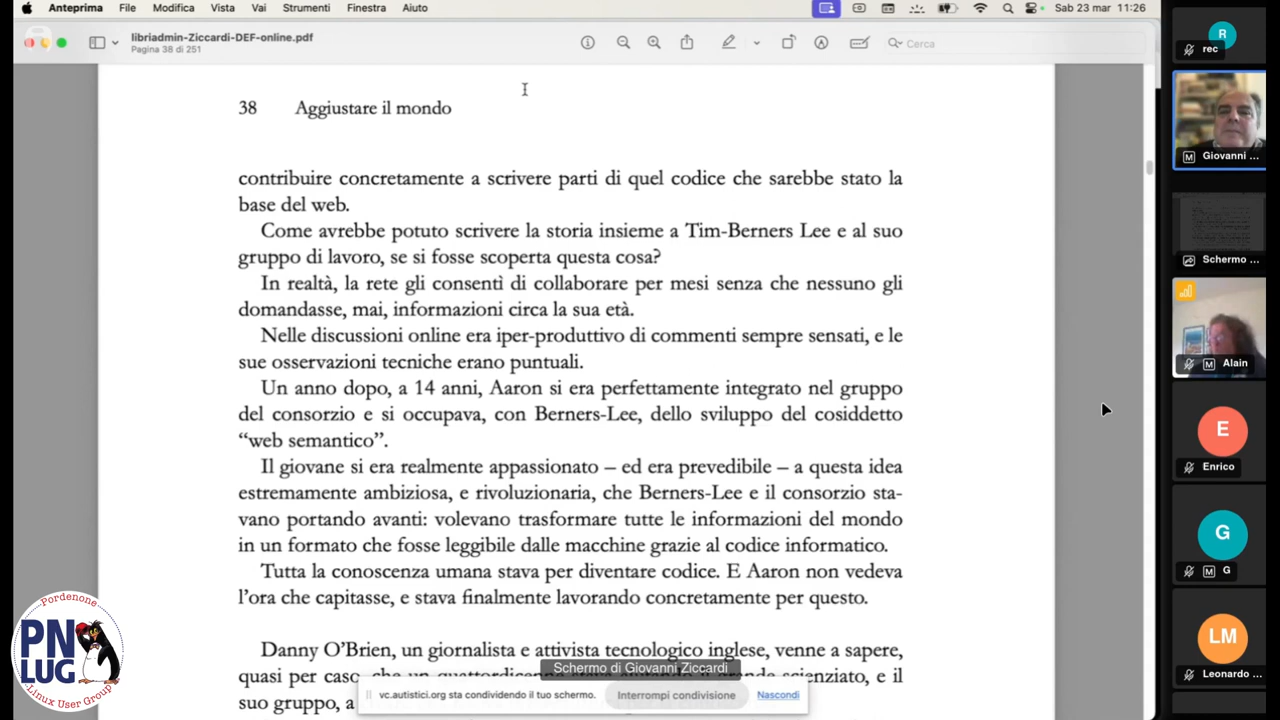 Anteprima File Modifica Vista Vai Strumenti Finestra Aiuto Sab 23 mar 11:26
libriadmin-Ziccardi-DEF-online.pdf
Pagina 38 di 251
Cerca
38 Aggiustare il mondo
contribuire concretamente a scrivere parti di quel codice che sarebbe stato la
base del web.
Come avrebbe potuto scrivere la storia insieme a Tim-Berners Lee e al suo
gruppo di lavoro, se si fosse scoperta questa cosa?
In realtà, la rete gli consentì di collaborare per mesi senza che nessuno gli
domandasse, mai, informazioni circa la sua età.
Nelle discussioni online era iper-produttivo di commenti sempre sensati, e le
sue osservazioni tecniche erano puntuali.
Un anno dopo, a 14 anni, Aaron si era perfettamente integrato nel gruppo
del consorzio e si occupava, con Berners-Lee, dello sviluppo del cosiddetto
“web semantico”.
Il giovane si era realmente appassionato – ed era prevedibile – a questa idea
estremamente ambiziosa, e rivoluzionaria, che Berners-Lee e il consorzio sta-
vano portando avanti: volevano trasformare tutte le informazioni del mondo
in un formato che fosse leggibile dalle macchine grazie al codice informatico.
Tutta la conoscenza umana stava per diventare codice. E Aaron non vedeva
l’ora che capitasse, e stava finalmente lavorando concretamente per questo.
Danny O’Brien, un giornalista e attivista tecnologico inglese, venne a sapere,
quasi per caso, che un quattordicenne
scienziato, e il
suo gruppo, a
Schermo di Giovanni Ziccardi
vc.autistici.org sta condividendo il tuo schermo. Interrompi condivisione Nascondi
Pordenone
PN
LUG
Linux User Group
R
rec
M Giovanni ...
Schermo ...
M Alain
E
Enrico
G
M G
LM
Leonardo ...